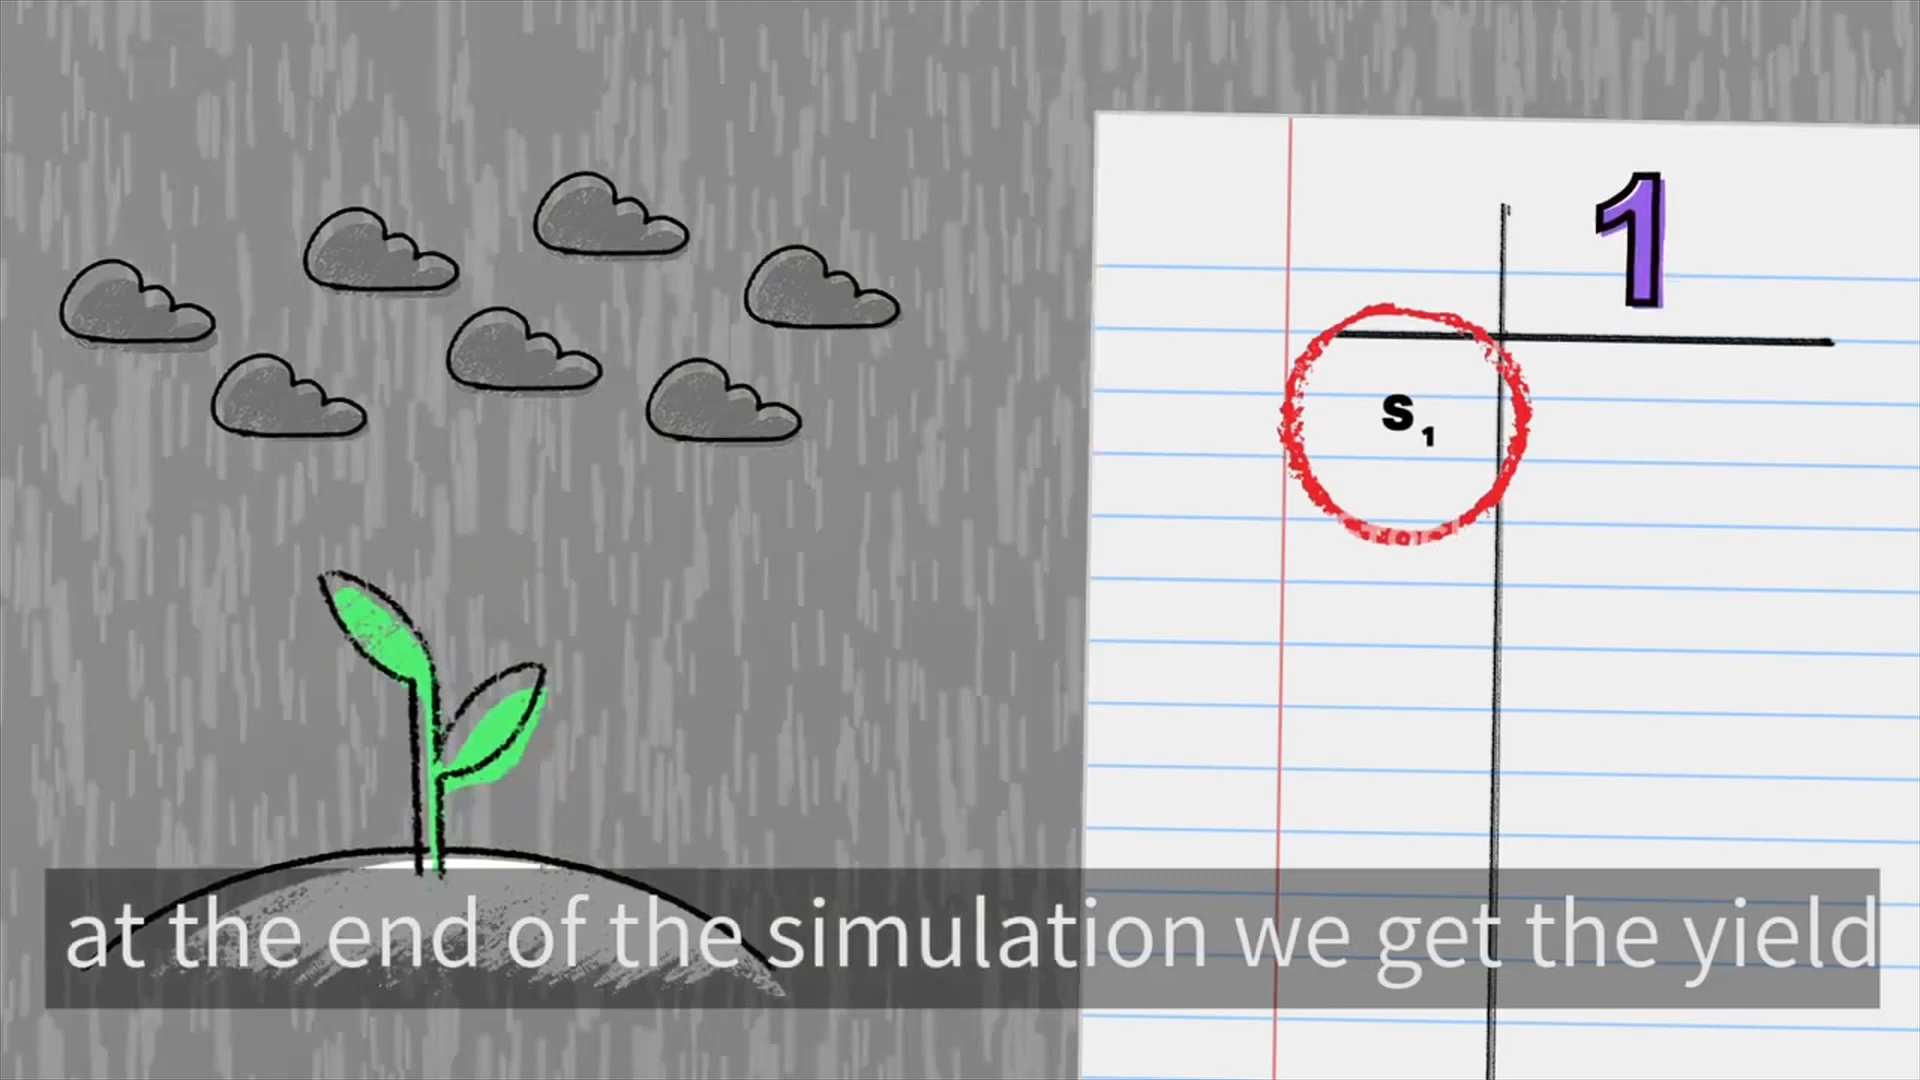 1
s₁
at the end of the simulation we get the yield